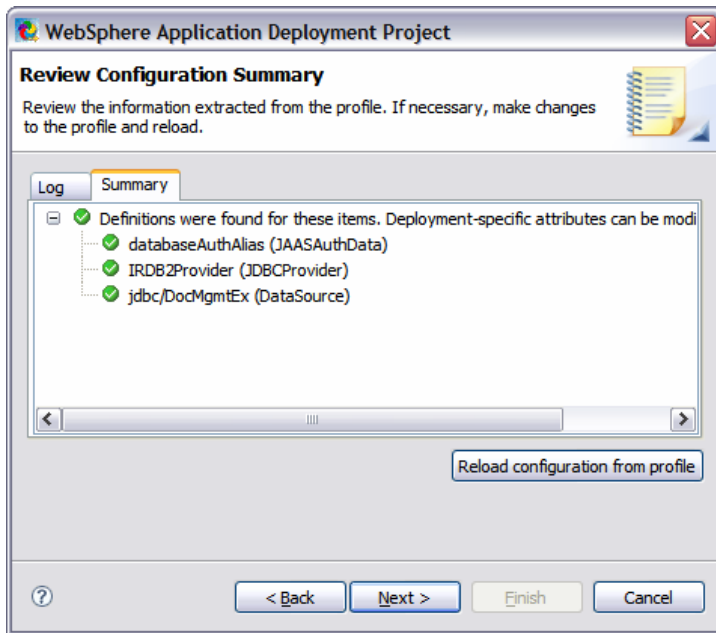 WebSphere Application Deployment Project
Review Configuration Summary
Review the information extracted from the profile. If necessary, make changes
to the profile and reload.
Log Summary
Definitions were found for these items. Deployment-specific attributes can be modi
databaseAuthAlias (JAASAuthData)
IRDB2Provider (JDBCProvider)
jdbc/DocMgmtEx (DataSource)
Reload configuration from profile
< Back Next > Finish Cancel